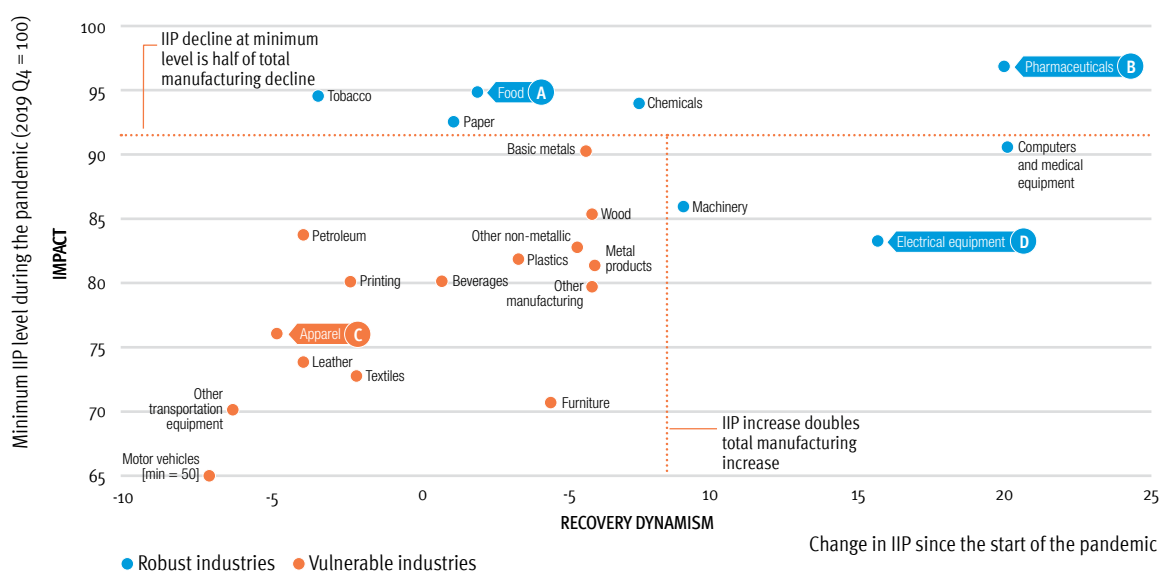 Minimum IIP level during the pandemic (2019 Q4 = 100)
IMPACT
100
95
90
85
80
75
70
65
IIP decline at minimum
level is half of total
manufacturing decline
Pharmaceuticals B
Tobacco
Food A
Chemicals
Paper
Basic metals
Computers
and medical
equipment
Wood
Machinery
Petroleum
Other non-metallic
Electrical equipment D
Plastics
Metal
products
Printing
Beverages
Other
manufacturing
Apparel C
Leather
Textiles
Other
transportation
equipment
Furniture
IIP increase doubles
total manufacturing
increase
Motor vehicles
[min = 50]
-10
-5
0
-5
10
15
20
25
RECOVERY DYNAMISM
Change in IIP since the start of the pandemic
Robust industries
Vulnerable industries